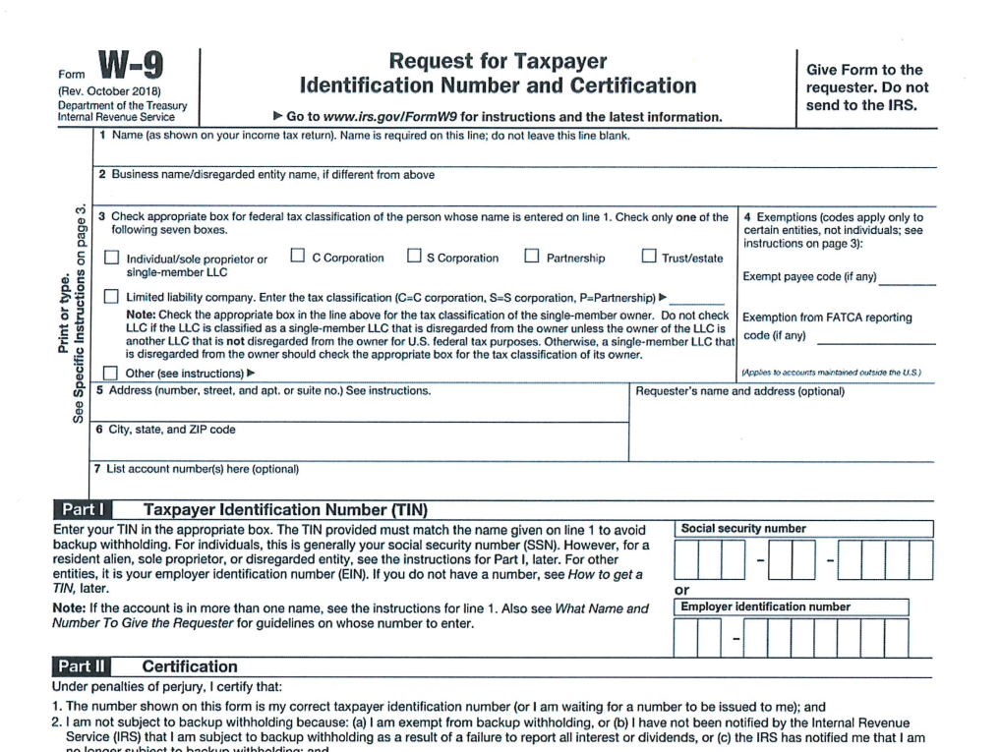 Form W-9
(Rev. October 2018)
Department of the Treasury
Internal Revenue Service
Request for Taxpayer
Identification Number and Certification
▶ Go to www.irs.gov/FormW9 for instructions and the latest information.
Give Form to the
requester. Do not
send to the IRS.
Print or type.
See Specific Instructions on page 3.
1 Name (as shown on your income tax return). Name is required on this line; do not leave this line blank.
2 Business name/disregarded entity name, if different from above
3 Check appropriate box for federal tax classification of the person whose name is entered on line 1. Check only one of the
following seven boxes.
Individual/sole proprietor or
single-member LLC
C Corporation
S Corporation
Partnership
Trust/estate
Limited liability company. Enter the tax classification (C=C corporation, S=S corporation, P=Partnership) ▶
Note: Check the appropriate box in the line above for the tax classification of the single-member owner. Do not check
LLC if the LLC is classified as a single-member LLC that is disregarded from the owner unless the owner of the LLC is
another LLC that is not disregarded from the owner for U.S. federal tax purposes. Otherwise, a single-member LLC that
is disregarded from the owner should check the appropriate box for the tax classification of its owner.
Other (see instructions) ▶
4 Exemptions (codes apply only to
certain entities, not individuals; see
instructions on page 3):
Exempt payee code (if any)
Exemption from FATCA reporting
code (if any)
(Applies to accounts maintained outside the U.S.)
5 Address (number, street, and apt. or suite no.) See instructions.
Requester's name and address (optional)
6 City, state, and ZIP code
7 List account number(s) here (optional)
Part I Taxpayer Identification Number (TIN)
Enter your TIN in the appropriate box. The TIN provided must match the name given on line 1 to avoid
backup withholding. For individuals, this is generally your social security number (SSN). However, for a
resident alien, sole proprietor, or disregarded entity, see the instructions for Part I, later. For other
entities, it is your employer identification number (EIN). If you do not have a number, see How to get a
TIN, later.
Note: If the account is in more than one name, see the instructions for line 1. Also see What Name and
Number To Give the Requester for guidelines on whose number to enter.
Social security number
– –
or
Employer identification number
–
Part II Certification
Under penalties of perjury, I certify that:
1. The number shown on this form is my correct taxpayer identification number (or I am waiting for a number to be issued to me); and
2. I am not subject to backup withholding because: (a) I am exempt from backup withholding, or (b) I have not been notified by the Internal Revenue
Service (IRS) that I am subject to backup withholding as a result of a failure to report all interest or dividends, or (c) the IRS has notified me that I am
no longer subject to backup withholding; and